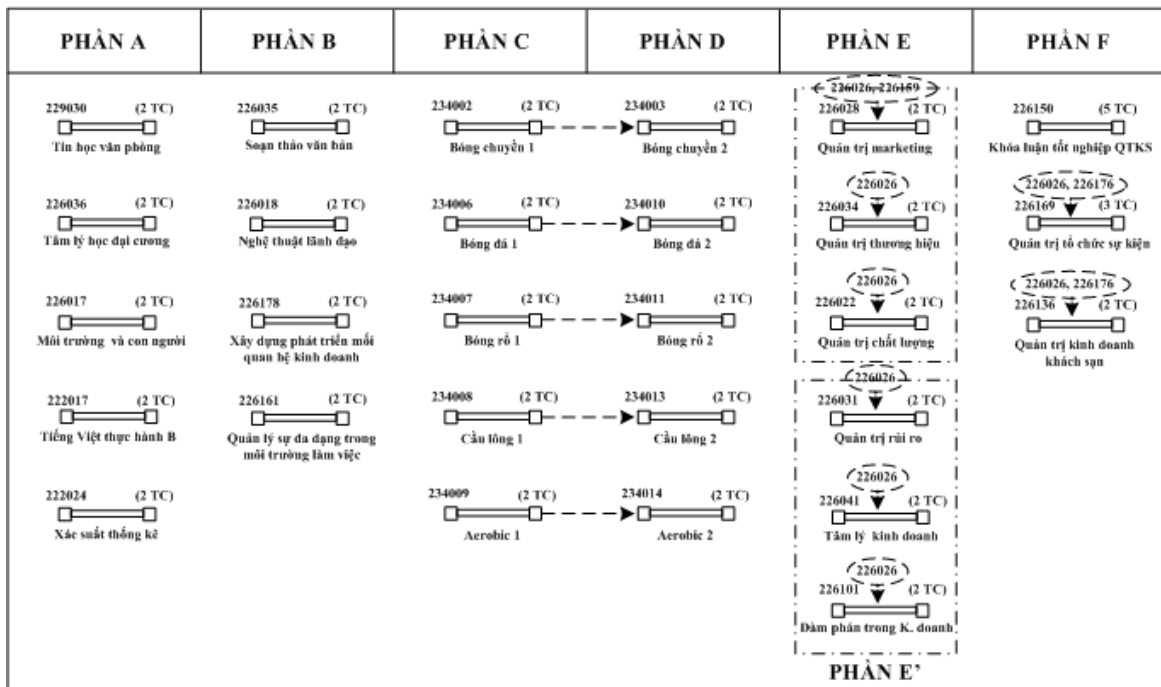 PHẦN A
PHẦN B
PHẦN C
PHẦN D
PHẦN E
PHẦN F
229030 (2 TC)
Tin học văn phòng
226036 (2 TC)
Tâm lý học đại cương
226017 (2 TC)
Môi trường và con người
222017 (2 TC)
Tiếng Việt thực hành B
222024 (2 TC)
Xác suất thống kê
226035 (2 TC)
Soạn thảo văn bản
226018 (2 TC)
Nghệ thuật lãnh đạo
226178 (2 TC)
Xây dựng phát triển mối
quan hệ kinh doanh
226161 (2 TC)
Quản lý sự đa dạng trong
môi trường làm việc
234002 (2 TC)
Bóng chuyền 1
234006 (2 TC)
Bóng đá 1
234007 (2 TC)
Bóng rổ 1
234008 (2 TC)
Cầu lông 1
234009 (2 TC)
Aerobic 1
234003 (2 TC)
Bóng chuyền 2
234010 (2 TC)
Bóng đá 2
234011 (2 TC)
Bóng rổ 2
234013 (2 TC)
Cầu lông 2
234014 (2 TC)
Aerobic 2
226026, 226159
226028 (2 TC)
Quản trị marketing
226026
226034 (2 TC)
Quản trị thương hiệu
226026
226022 (2 TC)
Quản trị chất lượng
226026
226031 (2 TC)
Quản trị rủi ro
226026
226041 (2 TC)
Tâm lý kinh doanh
226026
226101 (2 TC)
Đàm phán trong K. doanh
PHẦN E’
226150 (5 TC)
Khóa luận tốt nghiệp QTKS
226026, 226176
226169 (3 TC)
Quản trị tổ chức sự kiện
226026, 226176
226136 (2 TC)
Quản trị kinh doanh
khách sạn